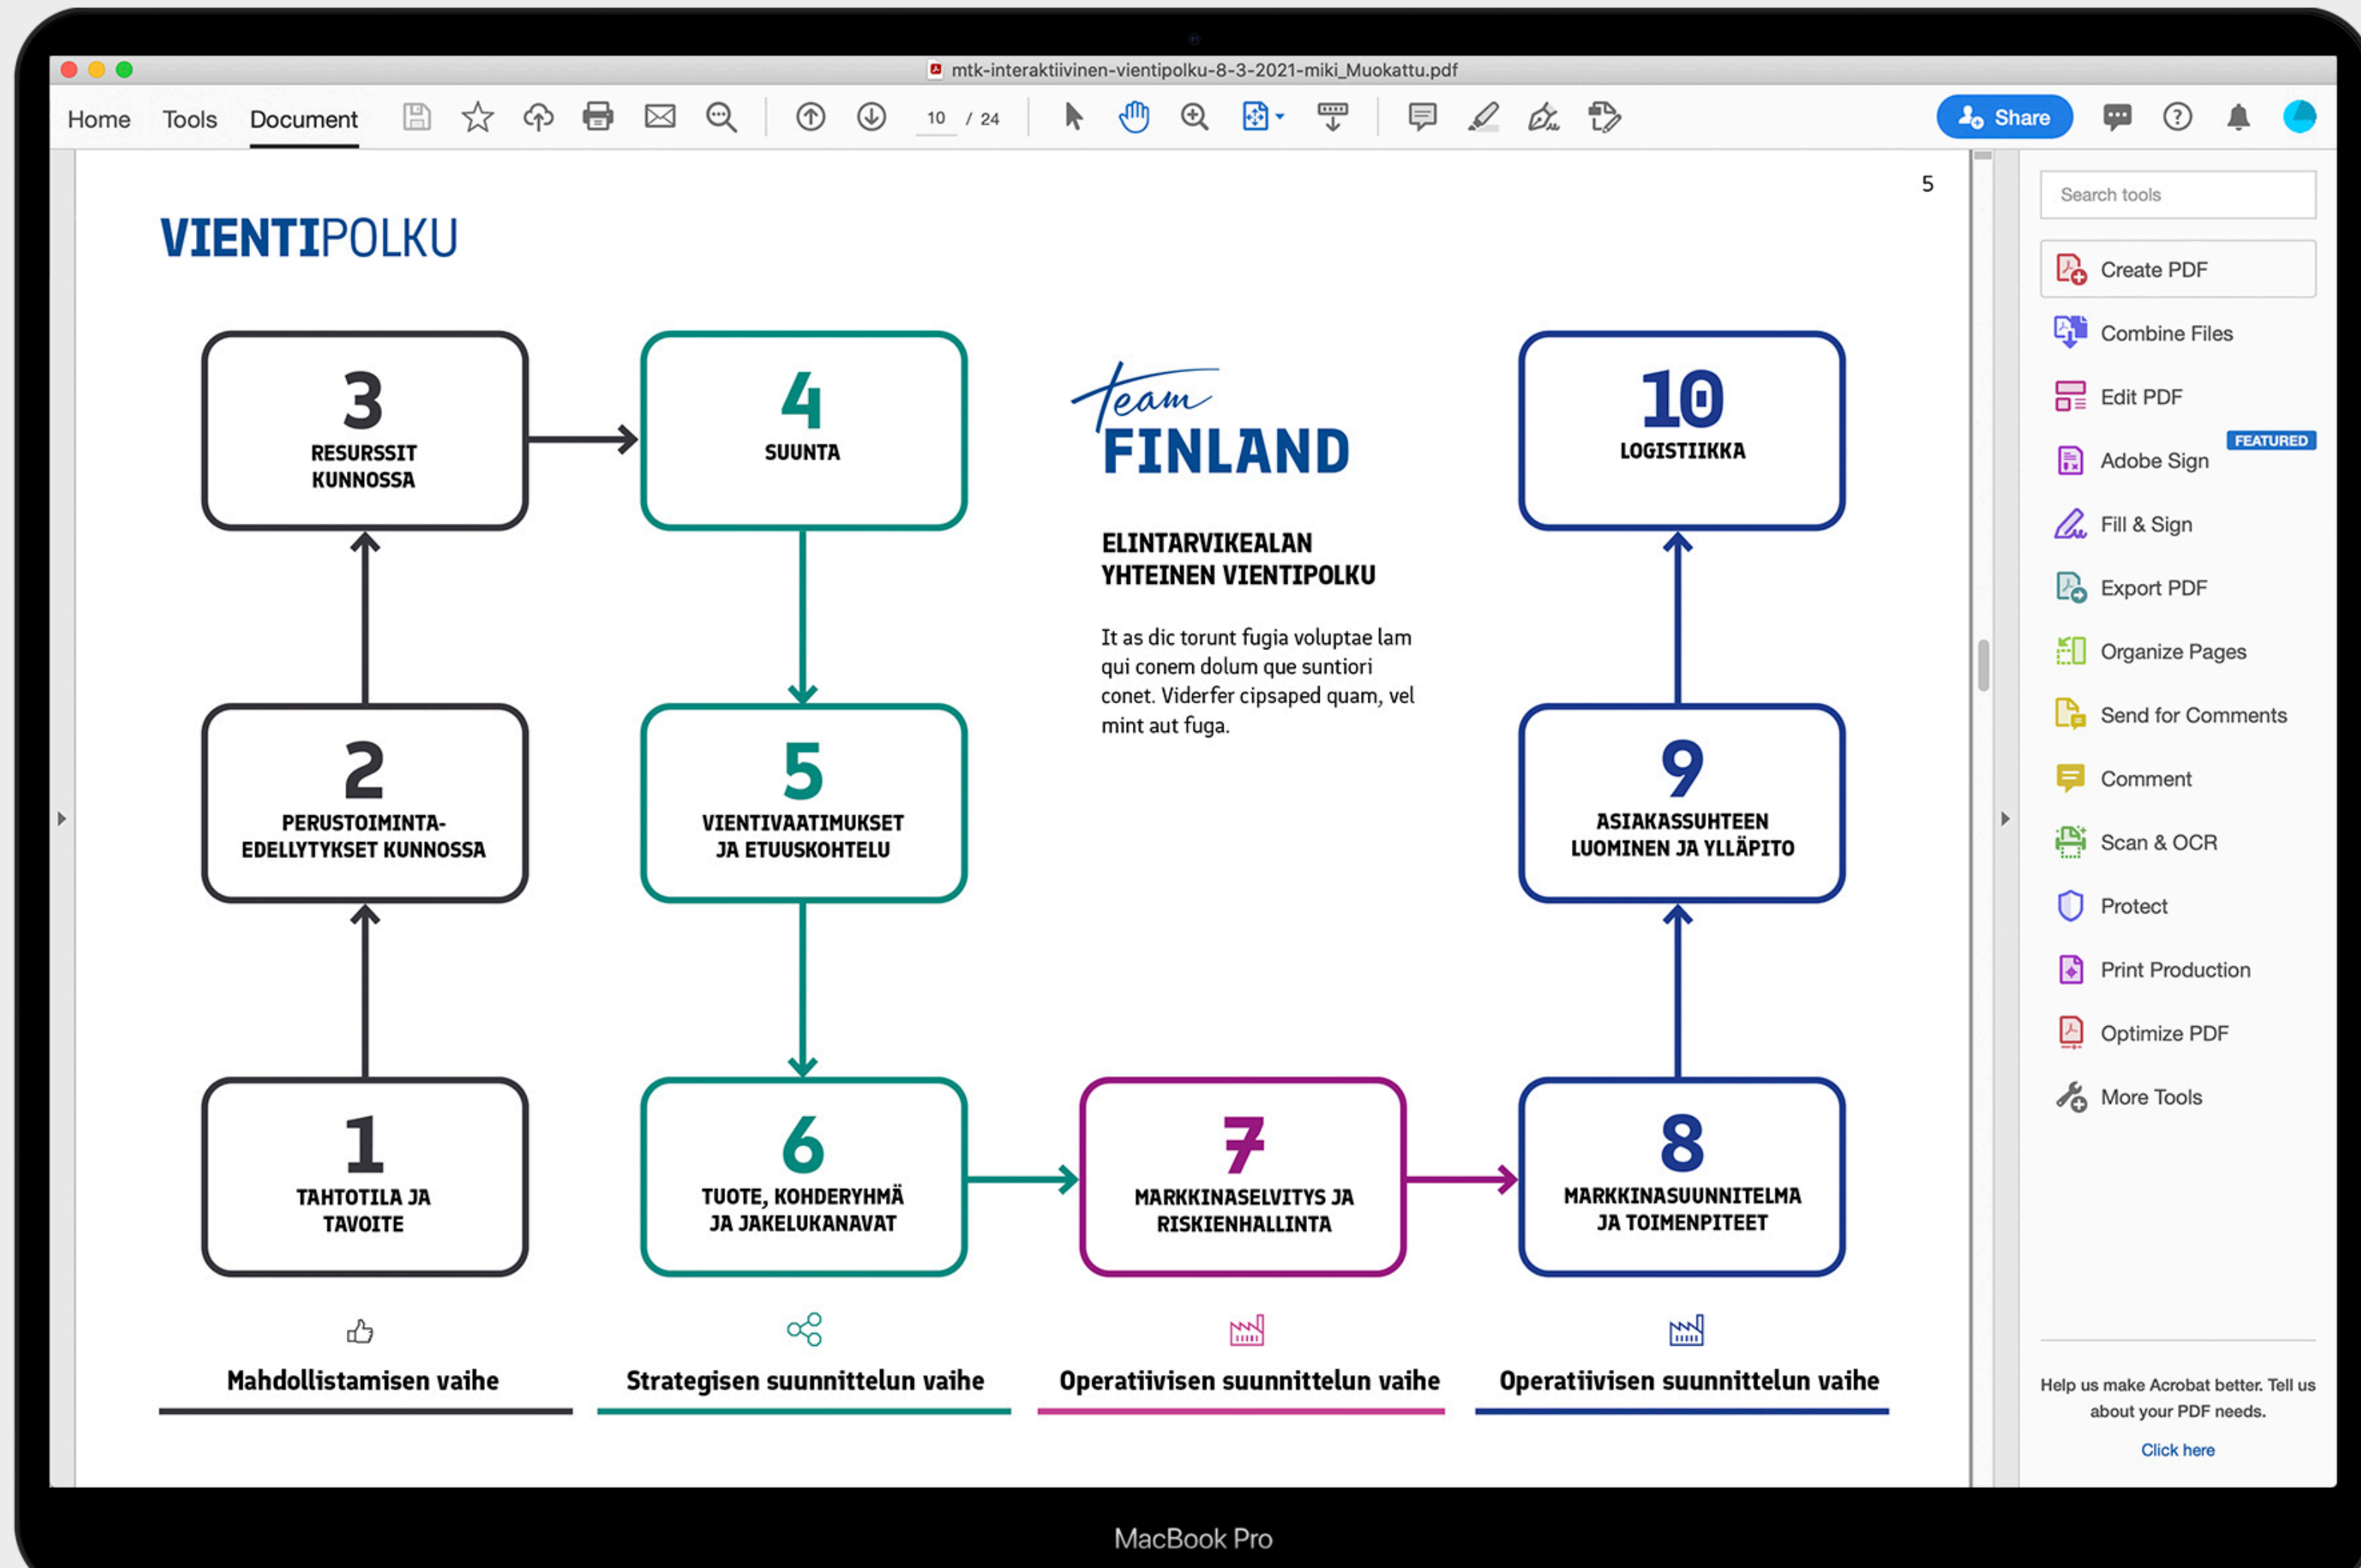 mtk-interaktiivinen-vientipolku-8-3-2021-miki_Muokattu.pdf
Home
Tools
Document
10 / 24
Share
5
VIENTIPOLKU
3
RESURSSIT
KUNNOSSA
4
SUUNTA
Team
FINLAND
ELINTARVIKEALAN
YHTEINEN VIENTIPOLKU
It as dic torunt fugia voluptae lam
qui conem dolum que suntiori
conet. Viderfer cipsaped quam, vel
mint aut fuga.
10
LOGISTIIKKA
2
PERUSTOIMINTA-
EDELLYTYKSET KUNNOSSA
5
VIENTIVAATIMUKSET
JA ETUUSKOHTELU
9
ASIAKASSUHTEEN
LUOMINEN JA YLLÄPITO
1
TAHTOTILA JA
TAVOITE
6
TUOTE, KOHDERYHMÄ
JA JAKELUKANAVAT
7
MARKKINASELVITYS JA
RISKIENHALLINTA
8
MARKKINASUUNNITELMA
JA TOIMENPITEET
Mahdollistamisen vaihe
Strategisen suunnittelun vaihe
Operatiivisen suunnittelun vaihe
Operatiivisen suunnittelun vaihe
Search tools
Create PDF
Combine Files
Edit PDF
FEATURED
Adobe Sign
Fill & Sign
Export PDF
Organize Pages
Send for Comments
Comment
Scan & OCR
Protect
Print Production
Optimize PDF
More Tools
Help us make Acrobat better. Tell us
about your PDF needs.
Click here
MacBook Pro